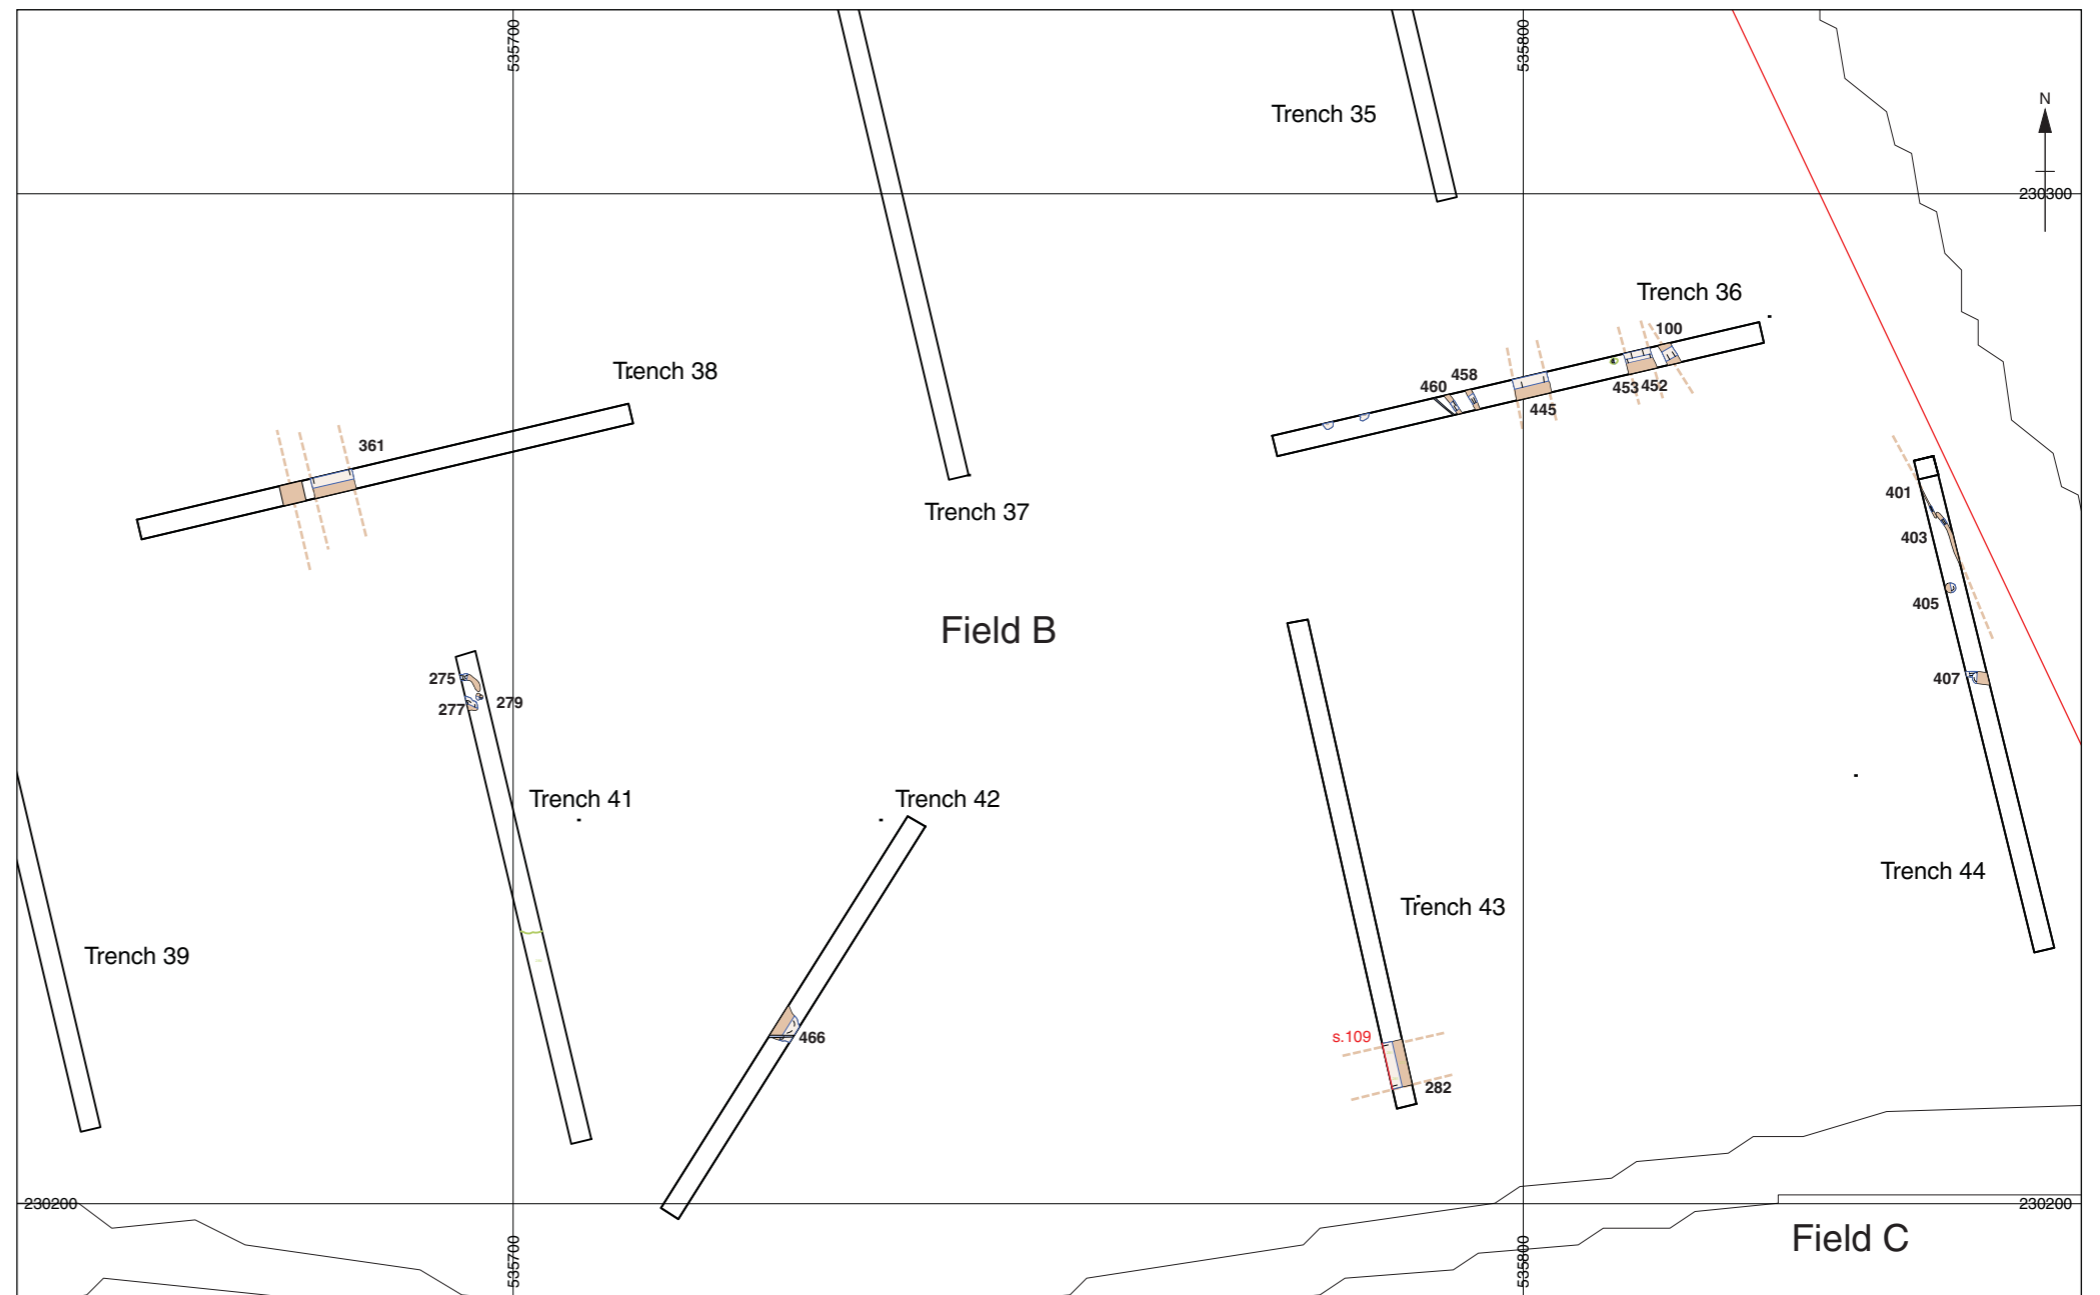 535700
535800
Trench 35
N
230300
Trench 36
100
Trench 38
458
460
453 452
445
361
401
Trench 37
403
405
Field B
275
279
277
407
Trench 41
Trench 42
Trench 44
Trench 43
Trench 39
s.109
466
282
230200
230200
Field C
535700
535800